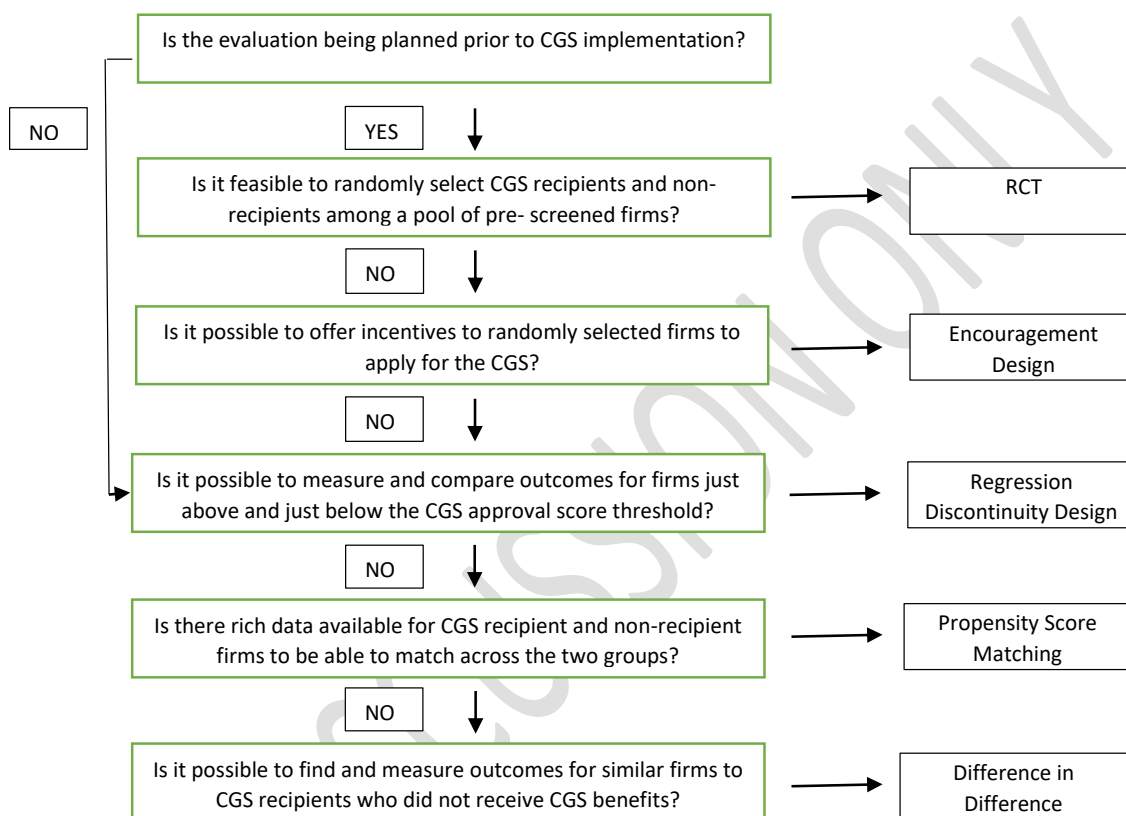 Is the evaluation being planned prior to CGS implementation?
NO
YES
Is it feasible to randomly select CGS recipients and non-
recipients among a pool of pre- screened firms?
RCT
NO
Is it possible to offer incentives to randomly selected firms to
apply for the CGS?
Encouragement
Design
NO
Is it possible to measure and compare outcomes for firms just
above and just below the CGS approval score threshold?
Regression
Discontinuity Design
NO
Is there rich data available for CGS recipient and non-recipient
firms to be able to match across the two groups?
Propensity Score
Matching
NO
Is it possible to find and measure outcomes for similar firms to
CGS recipients who did not receive CGS benefits?
Difference in
Difference
SCUSSION ONLY